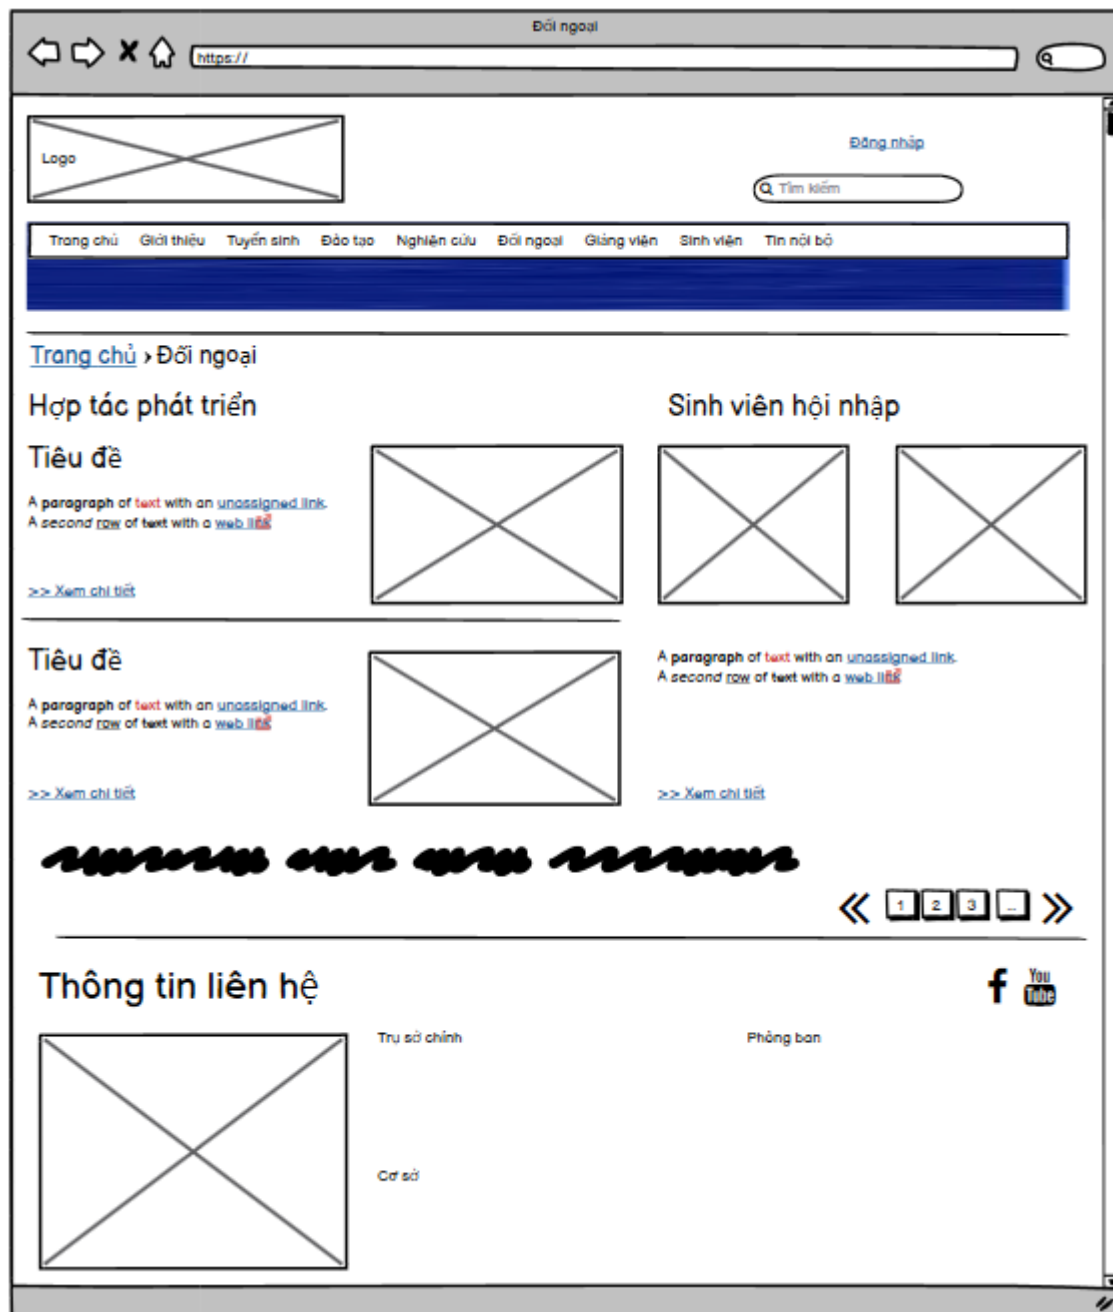 Đối ngoại
https://
Logo
Đăng nhập
Tìm kiếm
Trang chủ Giới thiệu Tuyển sinh Đào tạo Nghiên cứu Đối ngoại Giảng viên Sinh viên Tin nội bộ
Trang chủ › Đối ngoại
Hợp tác phát triển
Tiêu đề
A paragraph of text with an unassigned link.
A second row of text with a web link
>> Xem chi tiết
Tiêu đề
A paragraph of text with an unassigned link.
A second row of text with a web link
>> Xem chi tiết
Sinh viên hội nhập
A paragraph of text with an unassigned link.
A second row of text with a web link
>> Xem chi tiết
1 2 3 ...
Thông tin liên hệ
f You Tube
Trụ sở chính
Phòng ban
Cơ sở